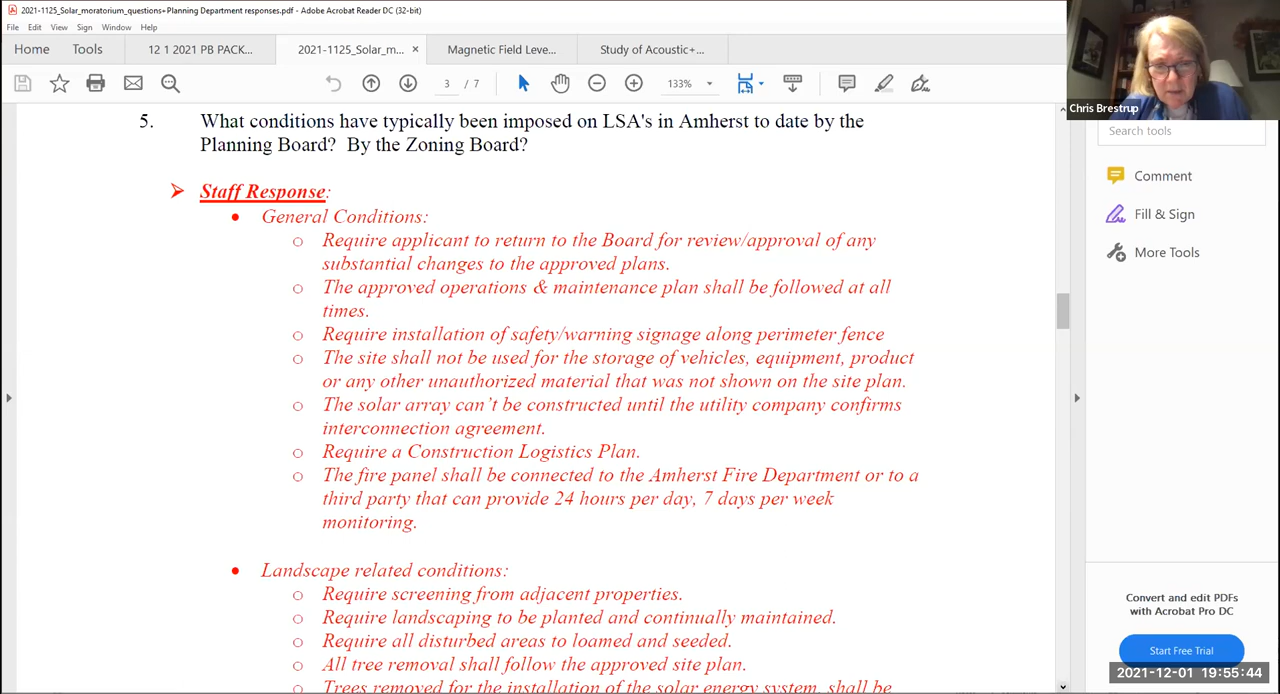 2021-1125_Solar_moratorium_questions+Planning Department responses.pdf - Adobe Acrobat Reader DC (32-bit)
File Edit View Sign Window Help
Home Tools 12 1 2021 PB PACK... 2021-1125_Solar_m... × Magnetic Field Leve... Study of Acoustic+...
3 / 7 133%
Chris Brestrup
Search tools
Comment
Fill & Sign
More Tools
5. What conditions have typically been imposed on LSA's in Amherst to date by the
Planning Board? By the Zoning Board?
➢ Staff Response:
• General Conditions:
o Require applicant to return to the Board for review/approval of any
substantial changes to the approved plans.
o The approved operations & maintenance plan shall be followed at all
times.
o Require installation of safety/warning signage along perimeter fence
o The site shall not be used for the storage of vehicles, equipment, product
or any other unauthorized material that was not shown on the site plan.
o The solar array can't be constructed until the utility company confirms
interconnection agreement.
o Require a Construction Logistics Plan.
o The fire panel shall be connected to the Amherst Fire Department or to a
third party that can provide 24 hours per day, 7 days per week
monitoring.
• Landscape related conditions:
o Require screening from adjacent properties.
o Require landscaping to be planted and continually maintained.
o Require all disturbed areas to loamed and seeded.
o All tree removal shall follow the approved site plan.
o Trees removed for the installation of the solar energy system, shall be
Convert and edit PDFs
with Acrobat Pro DC
Start Free Trial
2021-12-01 19:55:44